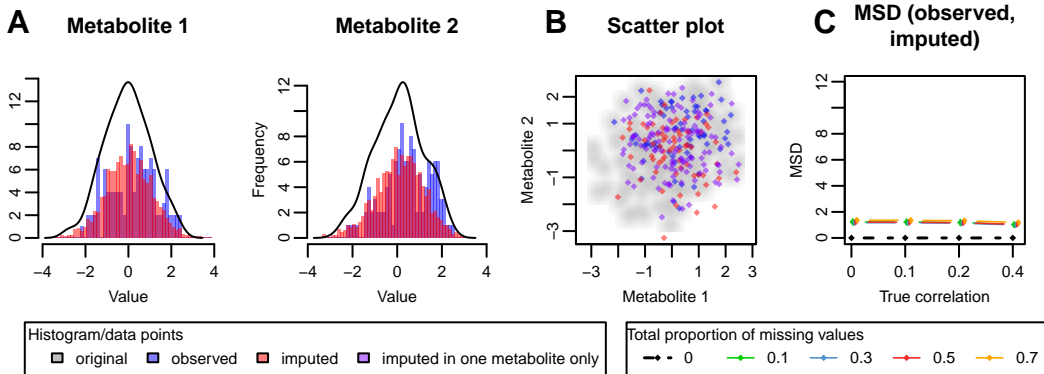 A
Metabolite 1
Metabolite 2
B
Scatter plot
C
MSD (observed,
imputed)
0 2 4 6 8 10 14
−4 −2 0 2 4
Value
Frequency
0 2 4 6 8 12
−4 −2 0 2 4
Value
Metabolite 2
−3 −1 1 2
−3 −1 0 1 2 3
Metabolite 1
MSD
0 2 4 6 8 12
0 0.1 0.2 0.4
True correlation
Histogram/data points
original observed imputed imputed in one metabolite only
Total proportion of missing values
0 0.1 0.3 0.5 0.7